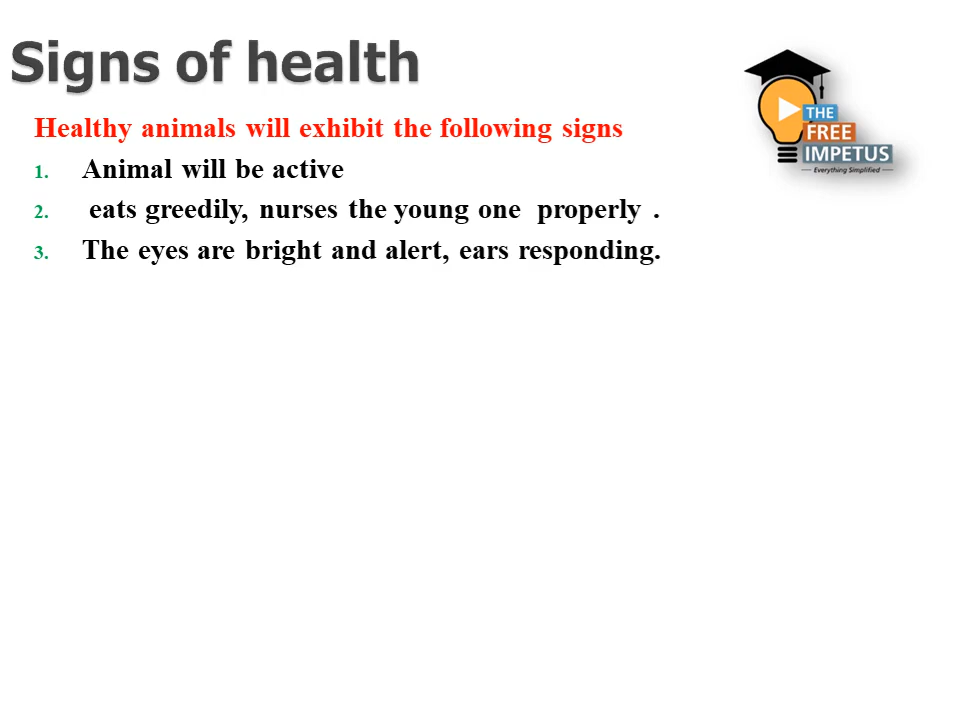 Signs of health
THE
FREE
IMPETUS
Everything Simplified
Healthy animals will exhibit the following signs
1. Animal will be active
2. eats greedily, nurses the young one properly .
3. The eyes are bright and alert, ears responding.